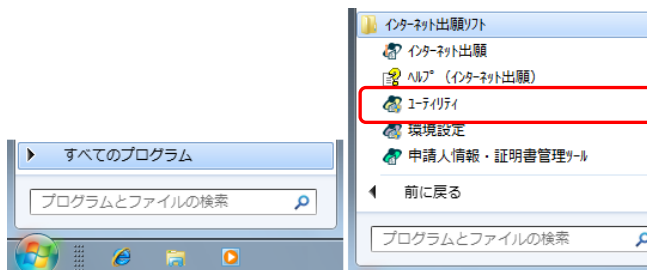 すべてのプログラム
プログラムとファイルの検索
インターネット出願ソフト
インターネット出願
ヘルプ（インターネット出願）
ユーティリティ
環境設定
申請人情報・証明書管理ツール
前に戻る
プログラムとファイルの検索